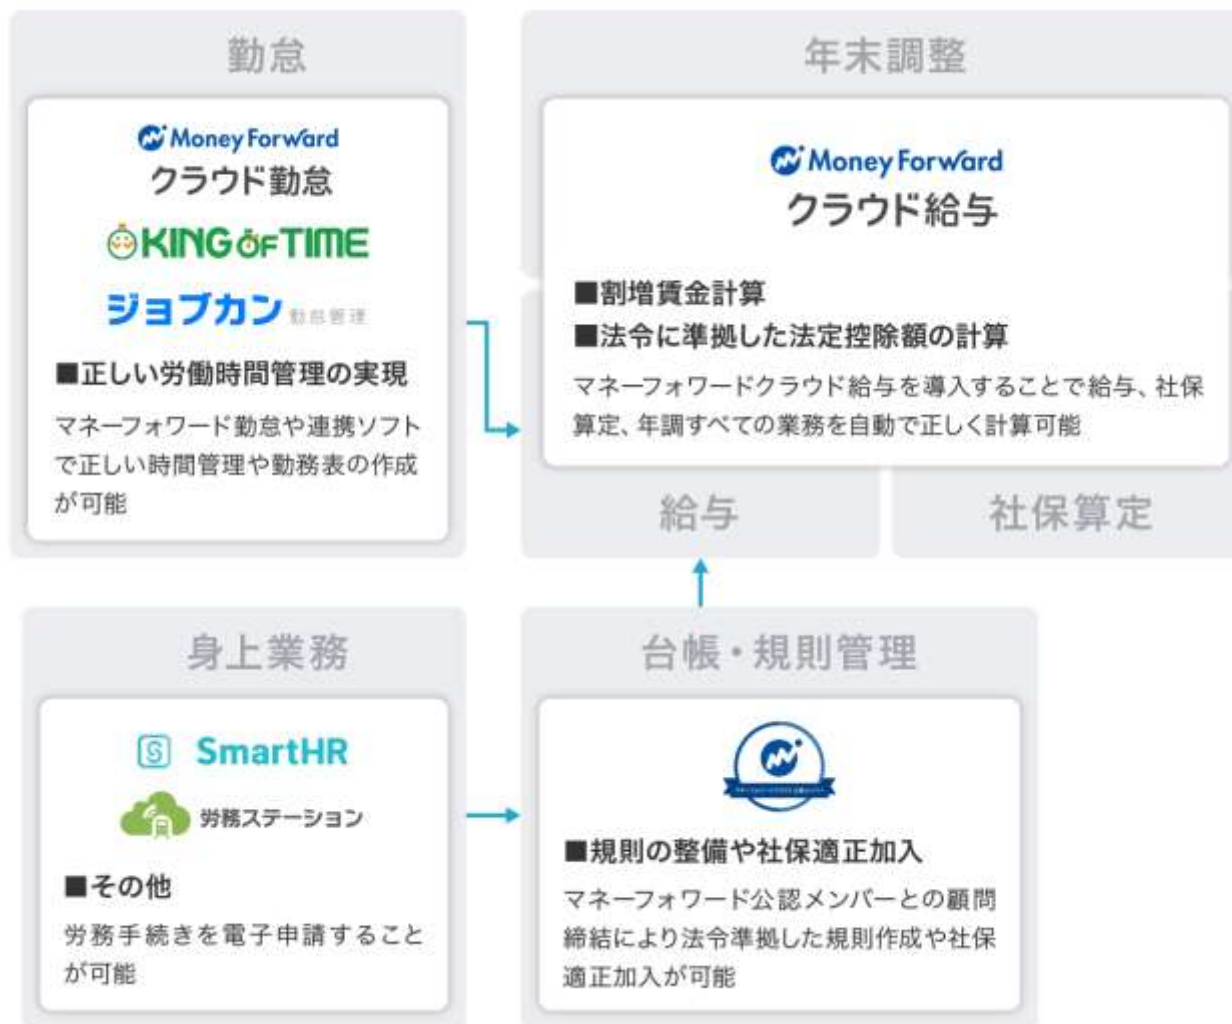 勤怠
Money Forward
クラウド勤怠
KING OF TIME
ジョブカン 勤怠管理
■正しい労働時間管理の実現
マネーフォワード勤怠や連携ソフト
で正しい時間管理や勤務表の作成
が可能
年末調整
Money Forward
クラウド給与
■割増賃金計算
■法令に準拠した法定控除額の計算
マネーフォワードクラウド給与を導入することで給与、社保
算定、年調すべての業務を自動で正しく計算可能
給与
社保算定
身上業務
SmartHR
労務ステーション
■その他
労務手続きを電子申請すること
が可能
台帳・規則管理
■規則の整備や社保適正加入
マネーフォワード公認メンバーとの顧問
締結により法令準拠した規則作成や社保
適正加入が可能